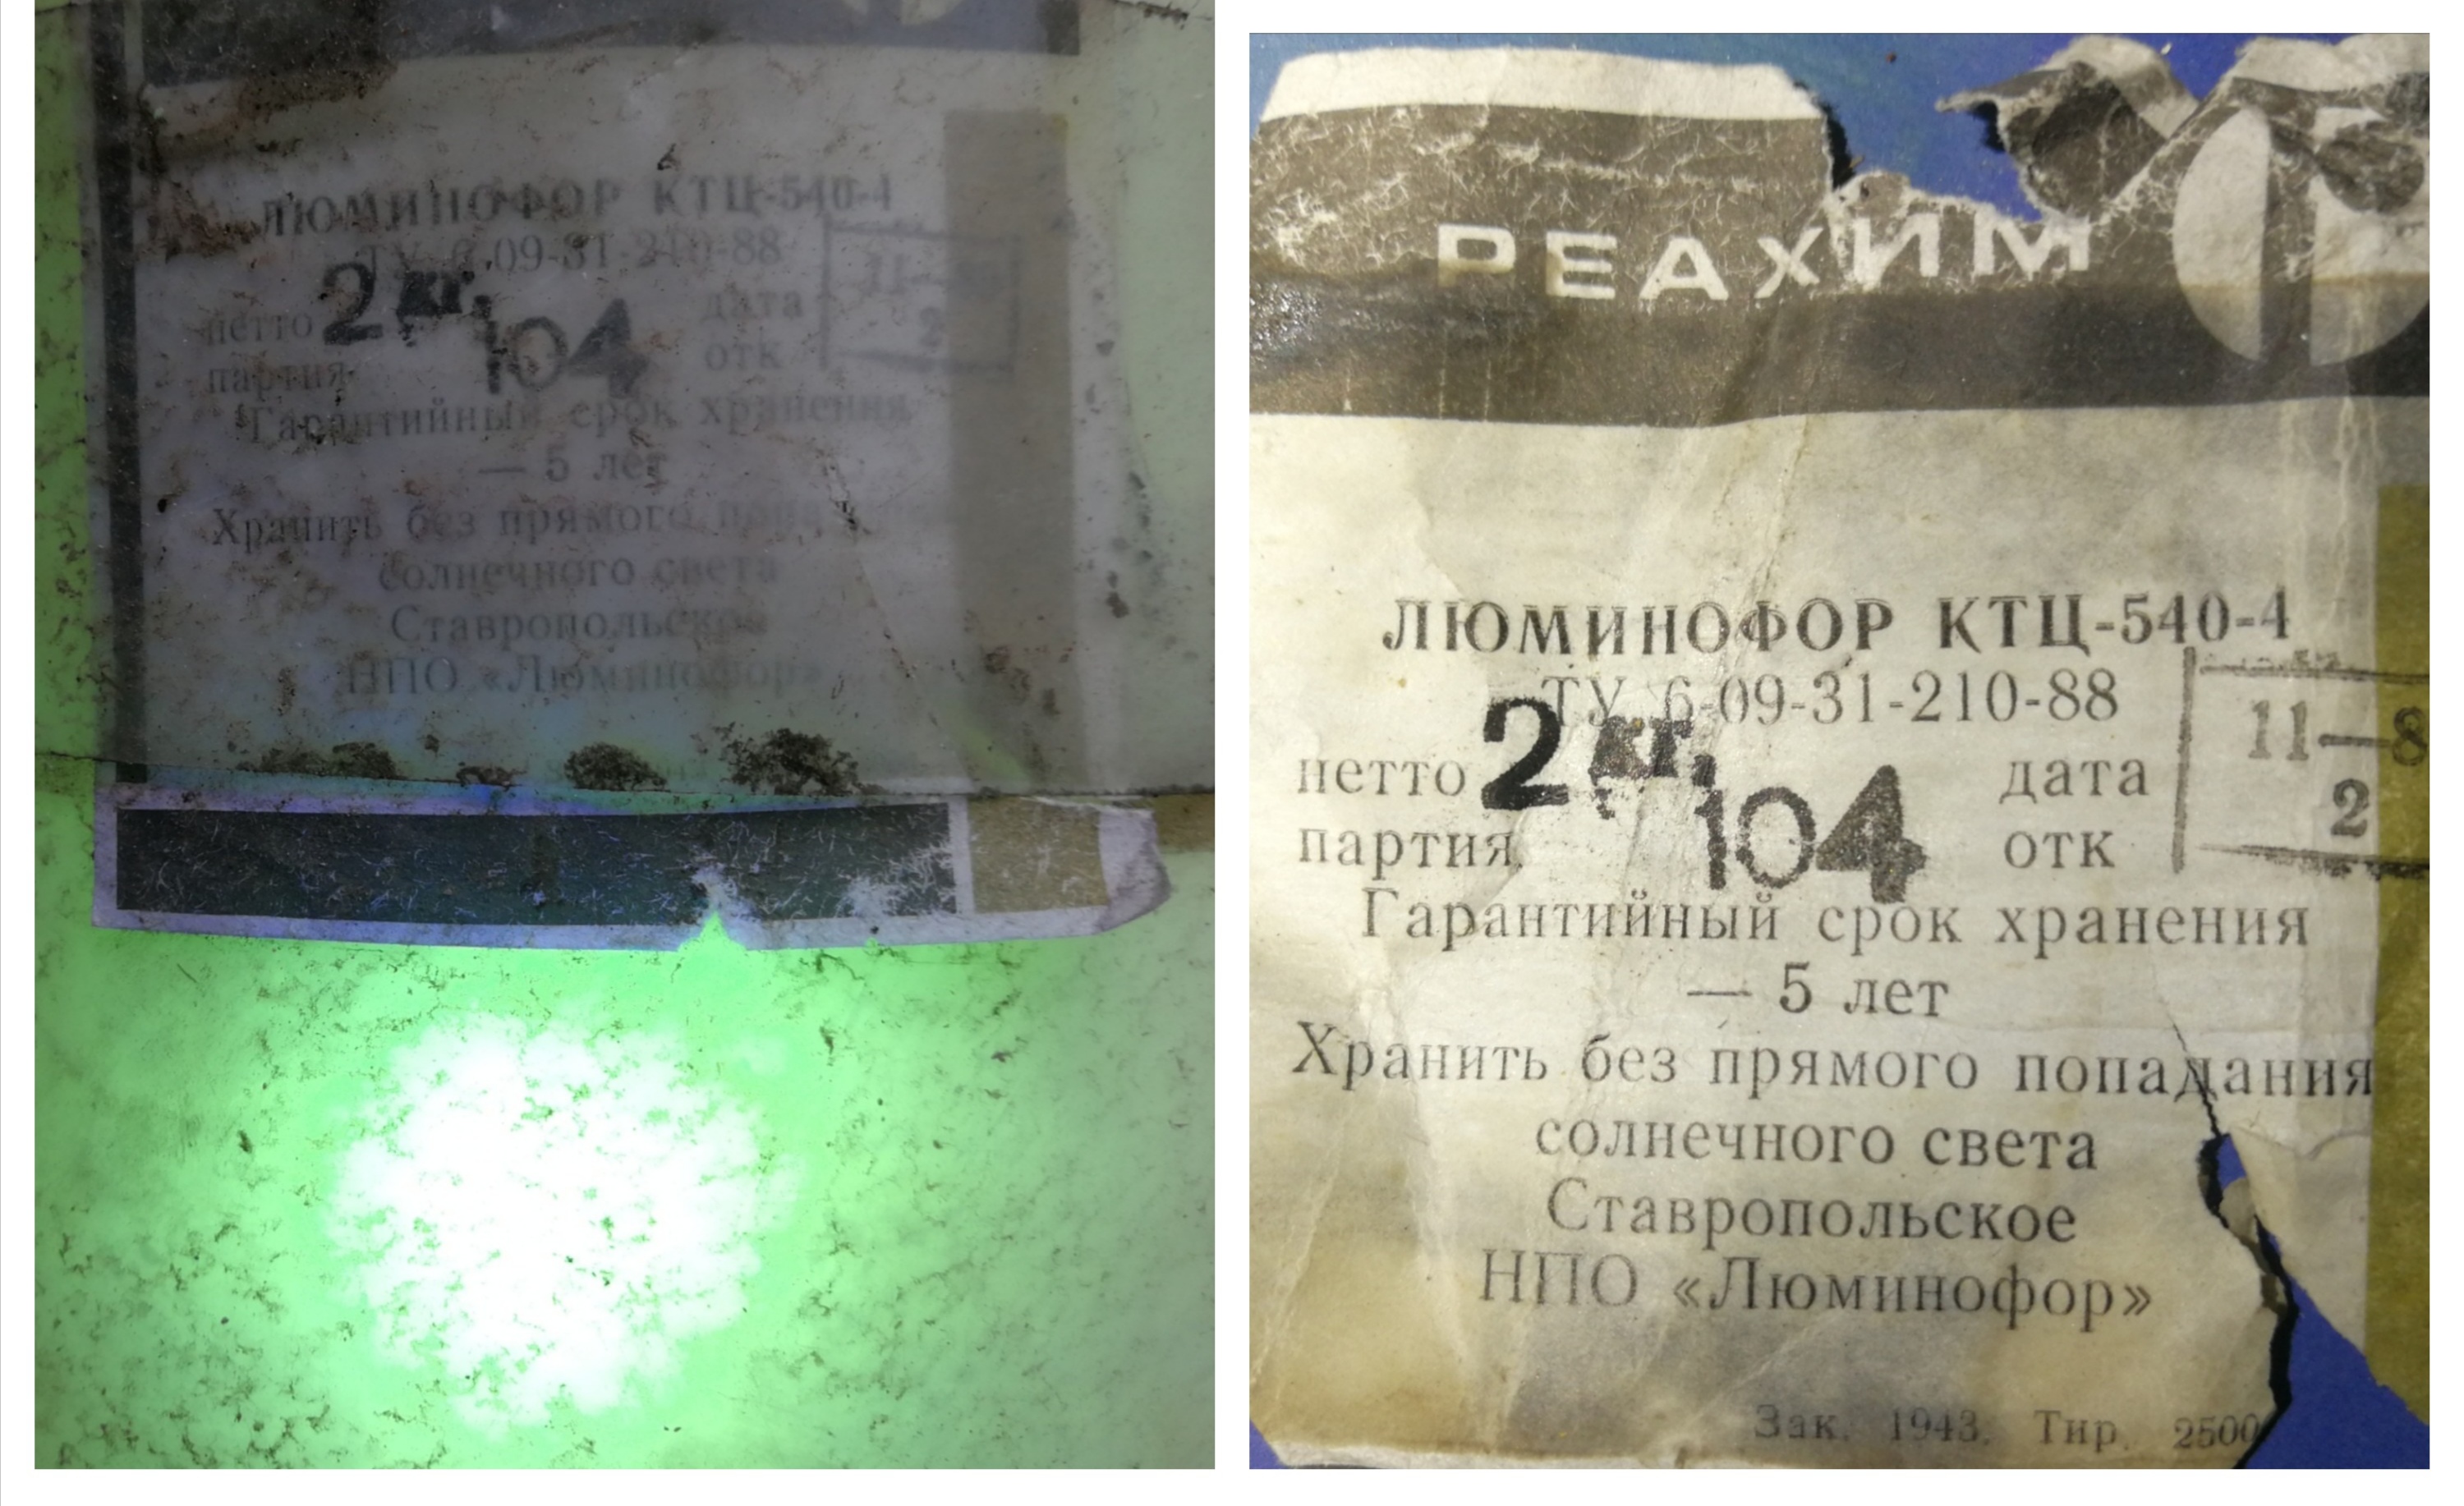 ЛЮМИНОФОР КТЦ-540-4
ТУ 6-09-31-210-88
нетто 2 кг. дата 11-
партия 104 отк 2
Гарантийный срок хранения
— 5 лет
Хранить без прямого
солнечного света
Ставропольское
НПО «Люминофор»
РЕАХИМ
ЛЮМИНОФОР КТЦ-540-4
ТУ 6-09-31-210-88
нетто 2 кг. дата 11-8
партия 104 отк 2
Гарантийный срок хранения
— 5 лет
Хранить без прямого попадания
солнечного света
Ставропольское
НПО «Люминофор»
Зак. 1943. Тир. 2500